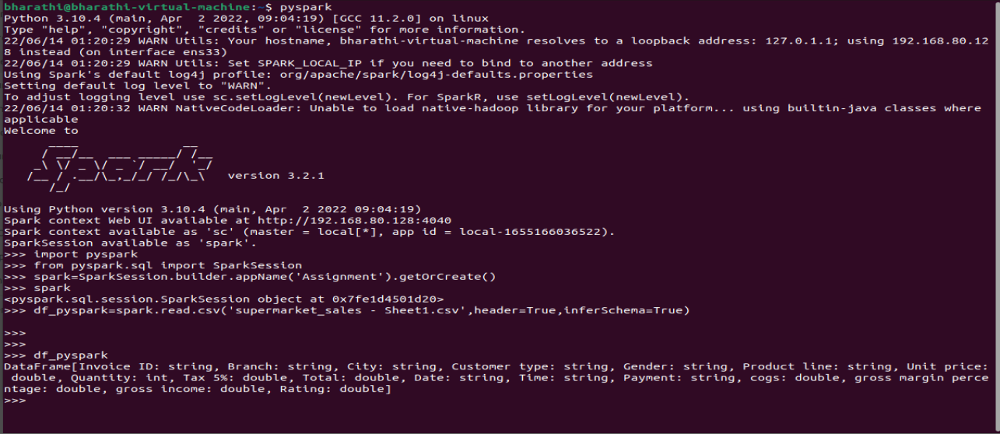 bharathi@bharathi-virtual-machine:~$ pyspark
Python 3.10.4 (main, Apr  2 2022, 09:04:19) [GCC 11.2.0] on linux
Type "help", "copyright", "credits" or "license" for more information.
22/06/14 01:20:29 WARN Utils: Your hostname, bharathi-virtual-machine resolves to a loopback address: 127.0.1.1; using 192.168.80.12
8 instead (on interface ens33)
22/06/14 01:20:29 WARN Utils: Set SPARK_LOCAL_IP if you need to bind to another address
Using Spark's default log4j profile: org/apache/spark/log4j-defaults.properties
Setting default log level to "WARN".
To adjust logging level use sc.setLogLevel(newLevel). For SparkR, use setLogLevel(newLevel).
22/06/14 01:20:32 WARN NativeCodeLoader: Unable to load native-hadoop library for your platform... using builtin-java classes where
applicable
Welcome to
      ____              __
     / __/__  ___ _____/ /__
    _\ \/ _ \/ _ `/ __/  '_/
   /__ / .__/\_,_/_/ /_/\_\   version 3.2.1
      /_/
Using Python version 3.10.4 (main, Apr  2 2022 09:04:19)
Spark context Web UI available at http://192.168.80.128:4040
Spark context available as 'sc' (master = local[*], app id = local-1655166036522).
SparkSession available as 'spark'.
>>> import pyspark
>>> from pyspark.sql import SparkSession
>>> spark=SparkSession.builder.appName('Assignment').getOrCreate()
>>> spark
<pyspark.sql.session.SparkSession object at 0x7fe1d4501d20>
>>> df_pyspark=spark.read.csv('supermarket_sales - Sheet1.csv',header=True,inferSchema=True)
>>>
>>>
>>> df_pyspark
DataFrame[Invoice ID: string, Branch: string, City: string, Customer type: string, Gender: string, Product line: string, Unit price:
 double, Quantity: int, Tax 5%: double, Total: double, Date: string, Time: string, Payment: string, cogs: double, gross margin perce
ntage: double, gross income: double, Rating: double]
>>>